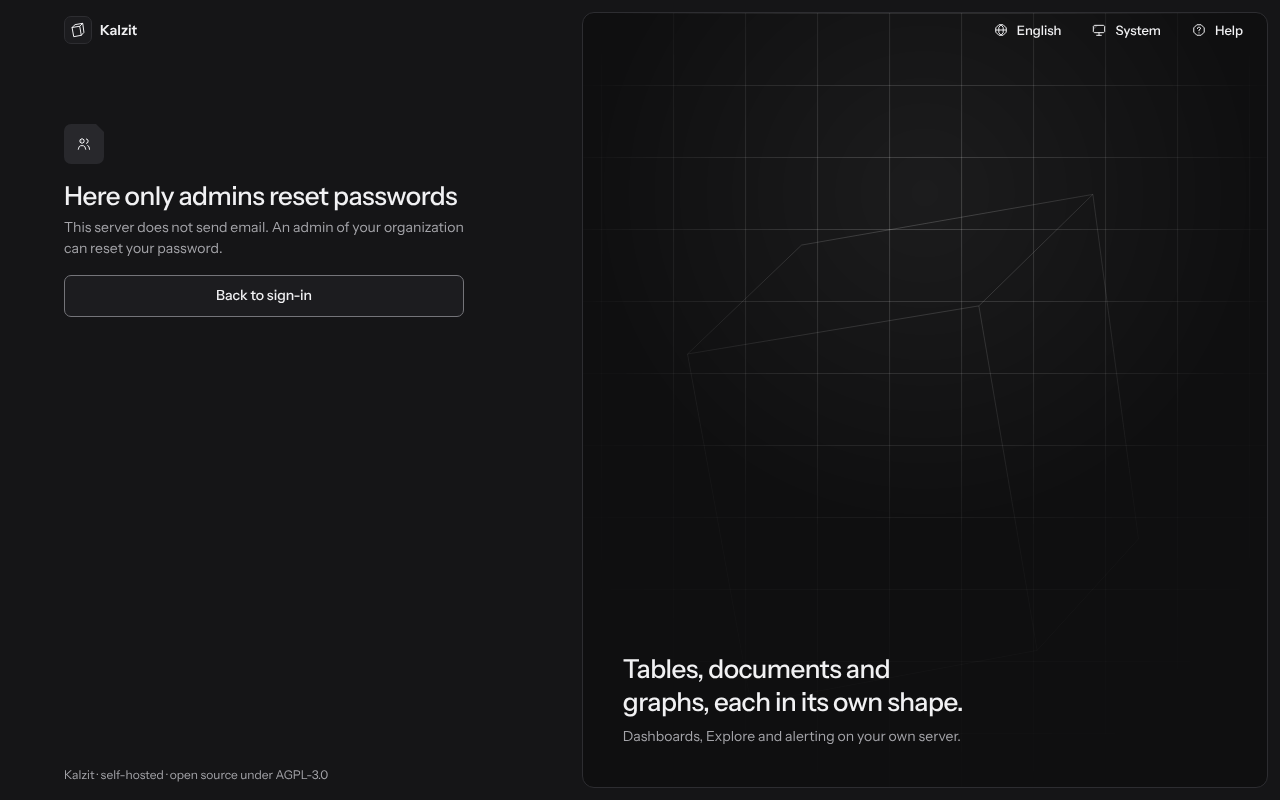 Kalzit
English
System
Help
Here only admins reset passwords
This server does not send email. An admin of your organization
can reset your password.
Back to sign-in
Tables, documents and
graphs, each in its own shape.
Dashboards, Explore and alerting on your own server.
Kalzit · self-hosted · open source under AGPL-3.0